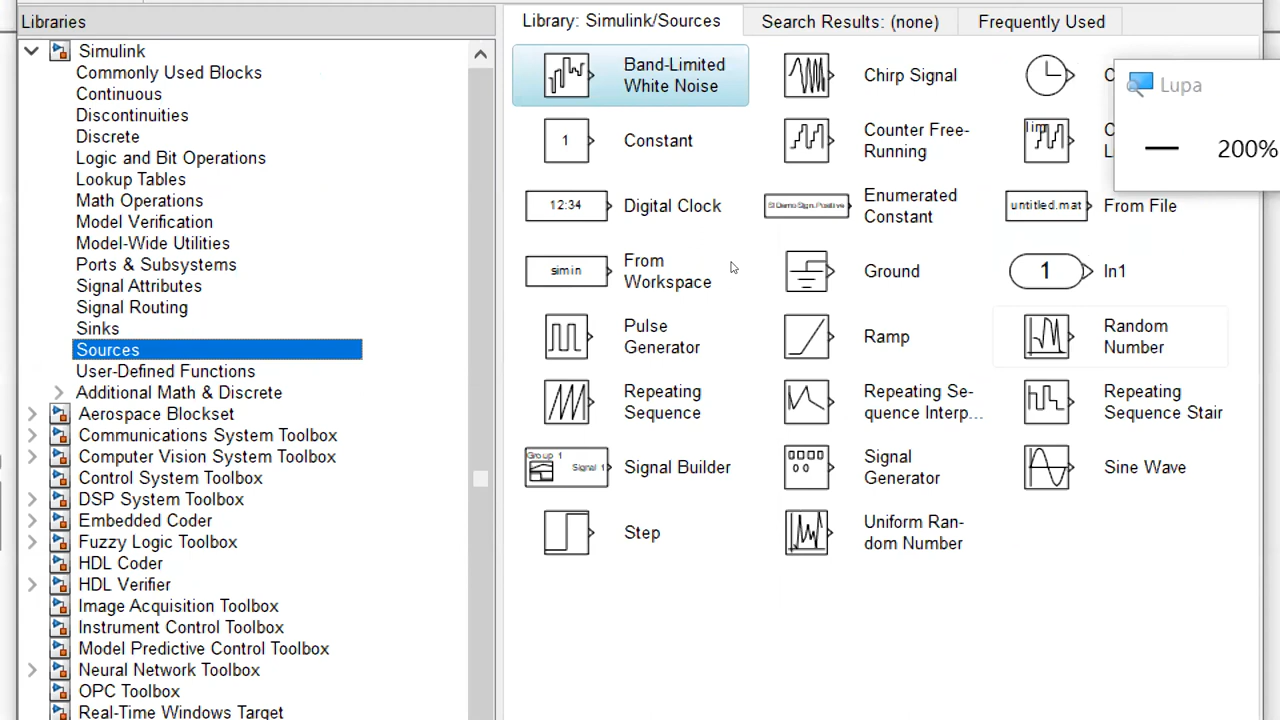 Libraries
Simulink
Commonly Used Blocks
Continuous
Discontinuities
Discrete
Logic and Bit Operations
Lookup Tables
Math Operations
Model Verification
Model-Wide Utilities
Ports & Subsystems
Signal Attributes
Signal Routing
Sinks
Sources
User-Defined Functions
Additional Math & Discrete
Aerospace Blockset
Communications System Toolbox
Computer Vision System Toolbox
Control System Toolbox
DSP System Toolbox
Embedded Coder
Fuzzy Logic Toolbox
HDL Coder
HDL Verifier
Image Acquisition Toolbox
Instrument Control Toolbox
Model Predictive Control Toolbox
Neural Network Toolbox
OPC Toolbox
Real-Time Windows Target
Library: Simulink/Sources
Search Results: (none)
Frequently Used
Band-Limited
White Noise
Chirp Signal
1
Constant
Counter Free-
Running
lim
12:34
Digital Clock
Enumerated
Constant
untitled.mat
From File
simin
From
Workspace
Ground
1
In1
Pulse
Generator
Ramp
Random
Number
Repeating
Sequence
Repeating Se-
quence Interp...
Repeating
Sequence Stair
Group 1
Signal 1
Signal Builder
Signal
Generator
Sine Wave
Step
Uniform Ran-
dom Number
Lupa
200%